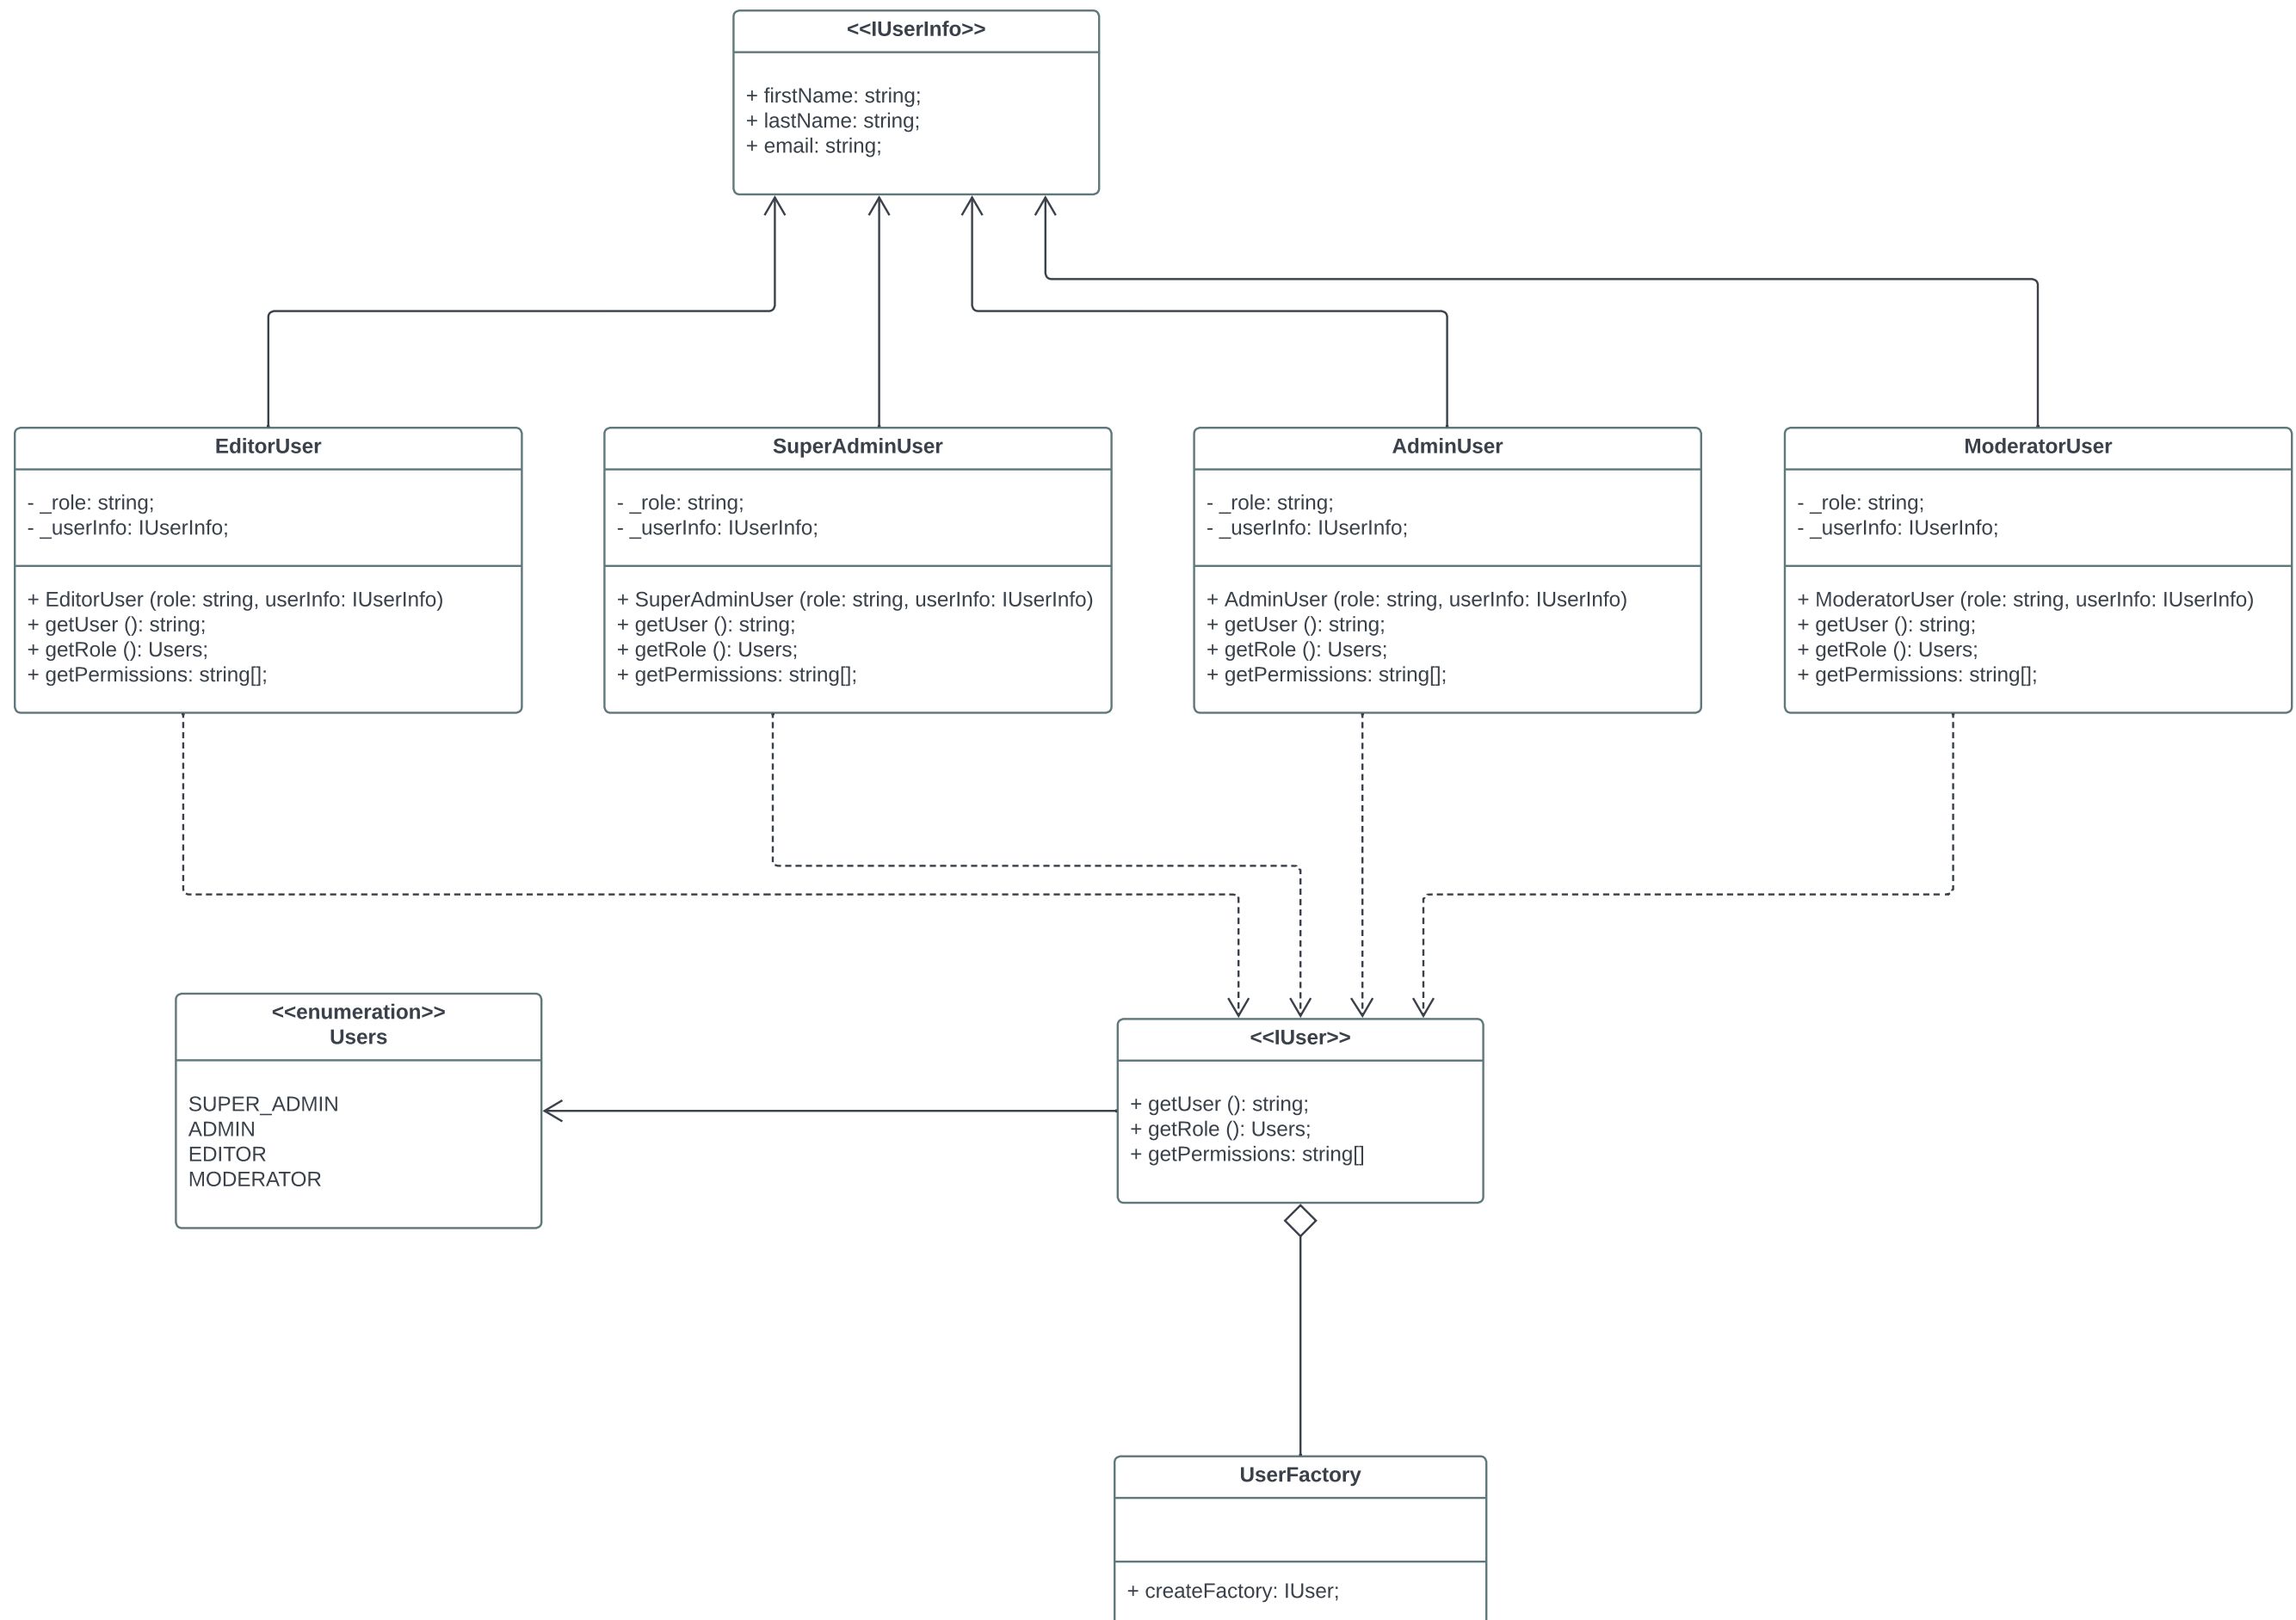 <<IUserInfo>>
+ firstName: string;
+ lastName: string;
+ email: string;
EditorUser
- _role: string;
- _userInfo: IUserInfo;
+ EditorUser (role: string, userInfo: IUserInfo)
+ getUser (): string;
+ getRole (): Users;
+ getPermissions: string[];
SuperAdminUser
- _role: string;
- _userInfo: IUserInfo;
+ SuperAdminUser (role: string, userInfo: IUserInfo)
+ getUser (): string;
+ getRole (): Users;
+ getPermissions: string[];
AdminUser
- _role: string;
- _userInfo: IUserInfo;
+ AdminUser (role: string, userInfo: IUserInfo)
+ getUser (): string;
+ getRole (): Users;
+ getPermissions: string[];
ModeratorUser
- _role: string;
- _userInfo: IUserInfo;
+ ModeratorUser (role: string, userInfo: IUserInfo)
+ getUser (): string;
+ getRole (): Users;
+ getPermissions: string[];
<<enumeration>>
Users
SUPER_ADMIN
ADMIN
EDITOR
MODERATOR
<<IUser>>
+ getUser (): string;
+ getRole (): Users;
+ getPermissions: string[]
UserFactory
+ createFactory: IUser;